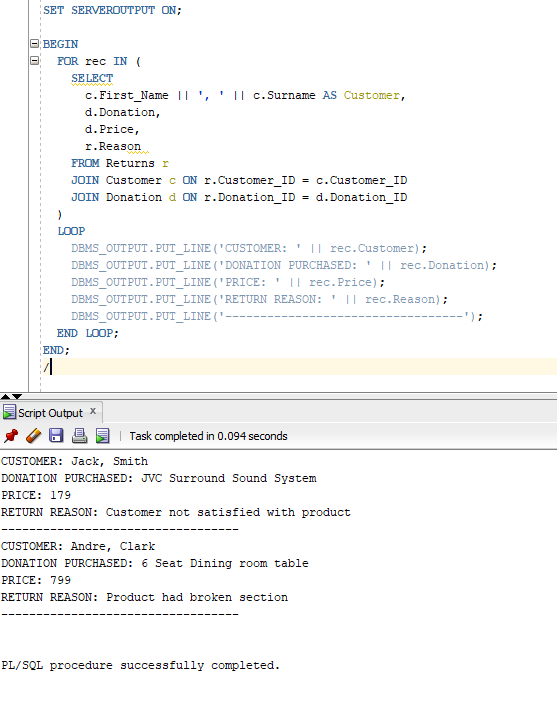 SET SERVEROUTPUT ON;
BEGIN
FOR rec IN (
SELECT
c.First_Name || ', ' || c.Surname AS Customer,
d.Donation,
d.Price,
r.Reason
FROM Returns r
JOIN Customer c ON r.Customer_ID = c.Customer_ID
JOIN Donation d ON r.Donation_ID = d.Donation_ID
)
LOOP
DBMS_OUTPUT.PUT_LINE('CUSTOMER: ' || rec.Customer);
DBMS_OUTPUT.PUT_LINE('DONATION PURCHASED: ' || rec.Donation);
DBMS_OUTPUT.PUT_LINE('PRICE: ' || rec.Price);
DBMS_OUTPUT.PUT_LINE('RETURN REASON: ' || rec.Reason);
DBMS_OUTPUT.PUT_LINE('----------------------------------');
END LOOP;
END;
/
Script Output x
Task completed in 0.094 seconds
CUSTOMER: Jack, Smith
DONATION PURCHASED: JVC Surround Sound System
PRICE: 179
RETURN REASON: Customer not satisfied with product
----------------------------------
CUSTOMER: Andre, Clark
DONATION PURCHASED: 6 Seat Dining room table
PRICE: 799
RETURN REASON: Product had broken section
----------------------------------
PL/SQL procedure successfully completed.